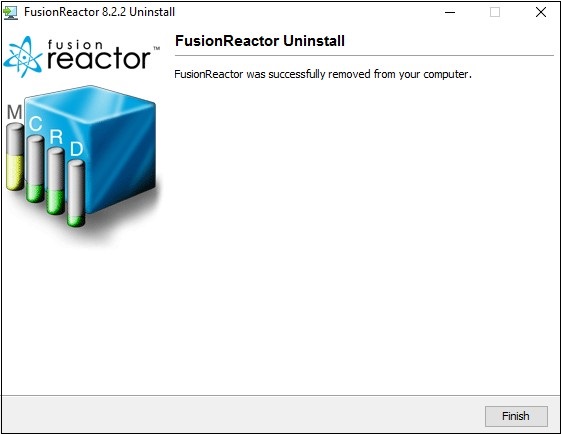 FusionReactor 8.2.2 Uninstall
fusion
reactor™
FusionReactor Uninstall
FusionReactor was successfully removed from your computer.
M
C
R
D
Finish